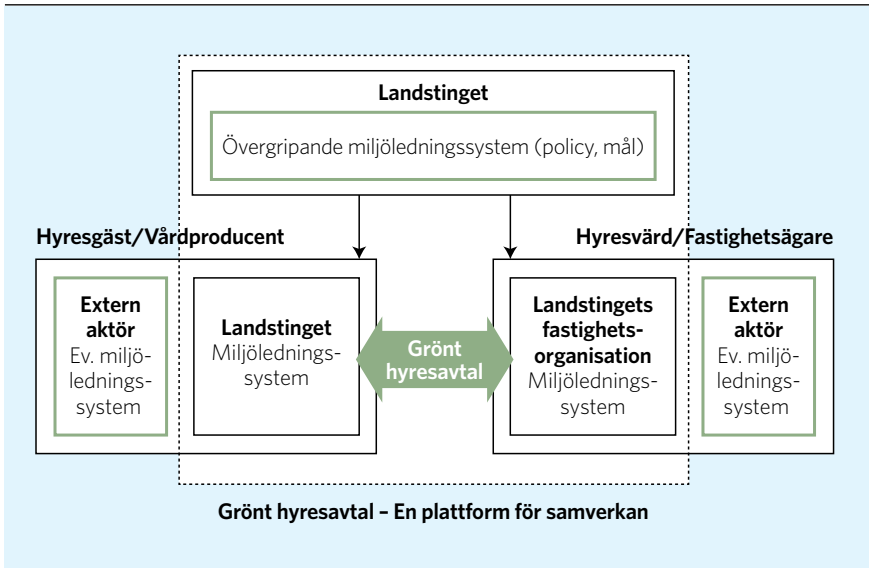 Landstinget
Övergripande miljöledningssystem (policy, mål)
Hyresgäst/Vårdproducent
Hyresvärd/Fastighetsägare
Extern
aktör
Ev. miljö-
lednings-
system
Landstinget
Miljölednings-
system
Grönt
hyresavtal
Landstingets
fastighets-
organisation
Miljölednings-
system
Extern
aktör
Ev. miljö-
lednings-
system
Grönt hyresavtal – En plattform för samverkan